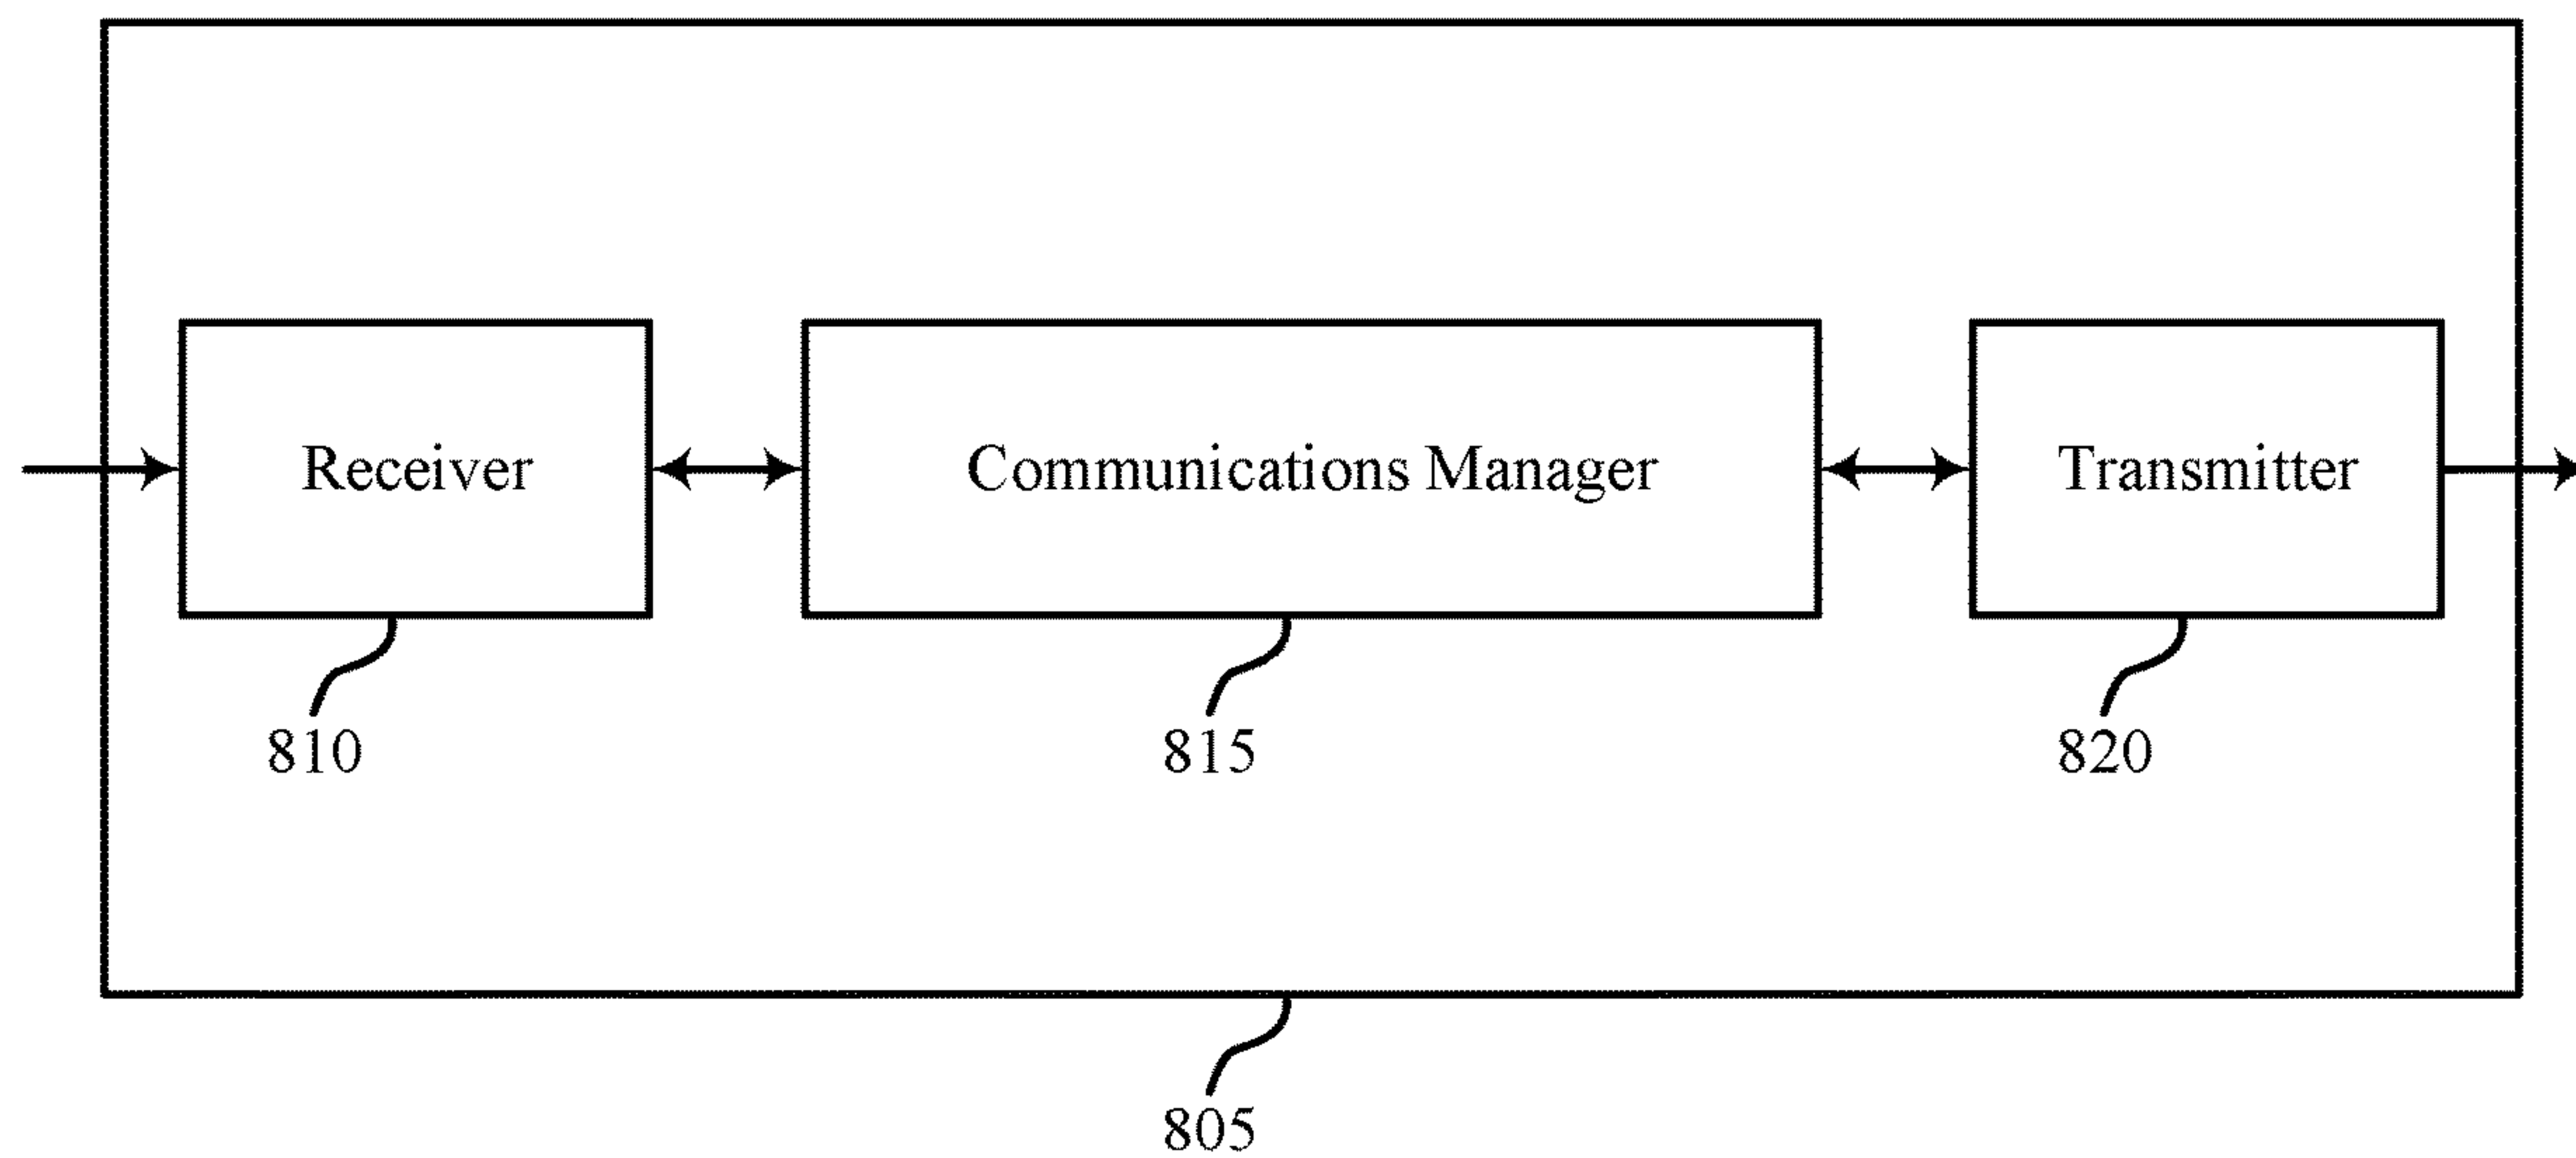 Receiver
Communications Manager
Transmitter
810
815
820
805